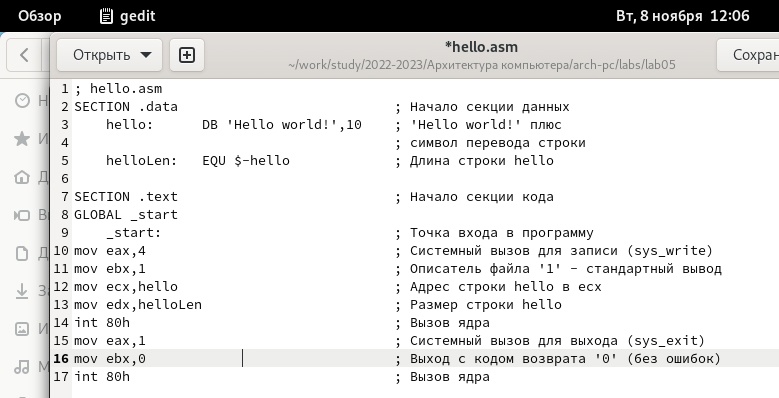 Обзор
gedit
Вт, 8 ноября 12:06
Открыть
*hello.asm
~/work/study/2022-2023/Архитектура компьютера/arch-pc/labs/lab05
1 ; hello.asm
2 SECTION .data ; Начало секции данных
3 hello: DB 'Hello world!',10 ; 'Hello world!' плюс
4 ; символ перевода строки
5 helloLen: EQU $-hello ; Длина строки hello
6
7 SECTION .text ; Начало секции кода
8 GLOBAL _start
9 _start: ; Точка входа в программу
10 mov eax,4 ; Системный вызов для записи (sys_write)
11 mov ebx,1 ; Описатель файла '1' - стандартный вывод
12 mov ecx,hello ; Адрес строки hello в ecx
13 mov edx,helloLen ; Размер строки hello
14 int 80h ; Вызов ядра
15 mov eax,1 ; Системный вызов для выхода (sys_exit)
16 mov ebx,0 ; Выход с кодом возврата '0' (без ошибок)
17 int 80h ; Вызов ядра